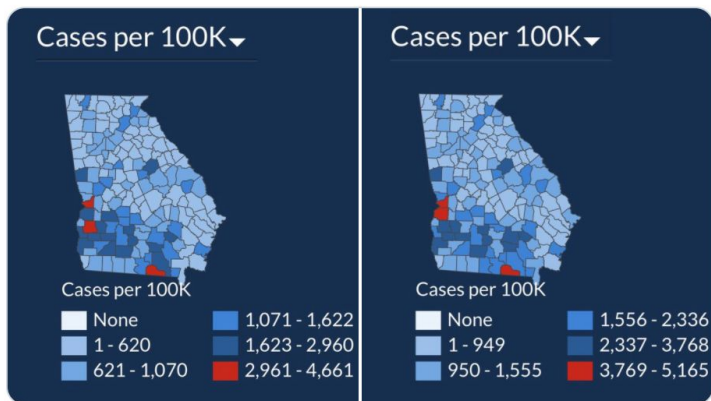 Cases per 100K
Cases per 100K
None
1 - 620
621 - 1,070
1,071 - 1,622
1,623 - 2,960
2,961 - 4,661
Cases per 100K
Cases per 100K
None
1 - 949
950 - 1,555
1,556 - 2,336
2,337 - 3,768
3,769 - 5,165